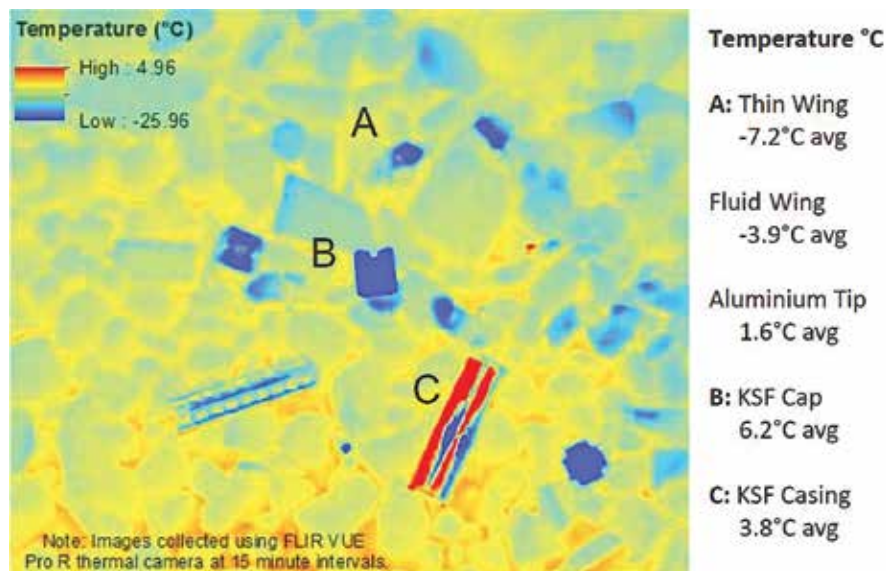 Temperature (°C)
High : 4.96
Low : -25.96
A
B
C
Note: Images collected using FLIR VUE
Pro R thermal camera at 15 minute intervals.
Temperature °C
A: Thin Wing
-7.2°C avg
Fluid Wing
-3.9°C avg
Aluminium Tip
1.6°C avg
B: KSF Cap
6.2°C avg
C: KSF Casing
3.8°C avg